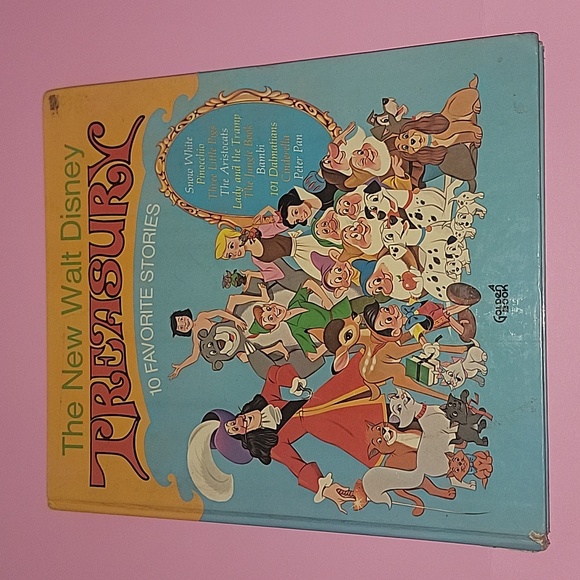 The New Walt Disney
TREASURY
10 FAVORITE STORIES
Snow White
Pinocchio
Three Little Pigs
The Aristocats
Lady and the Tramp
The Jungle Book
Bambi
101 Dalmatians
Cinderella
Peter Pan
A
GOLDEN
BOOK